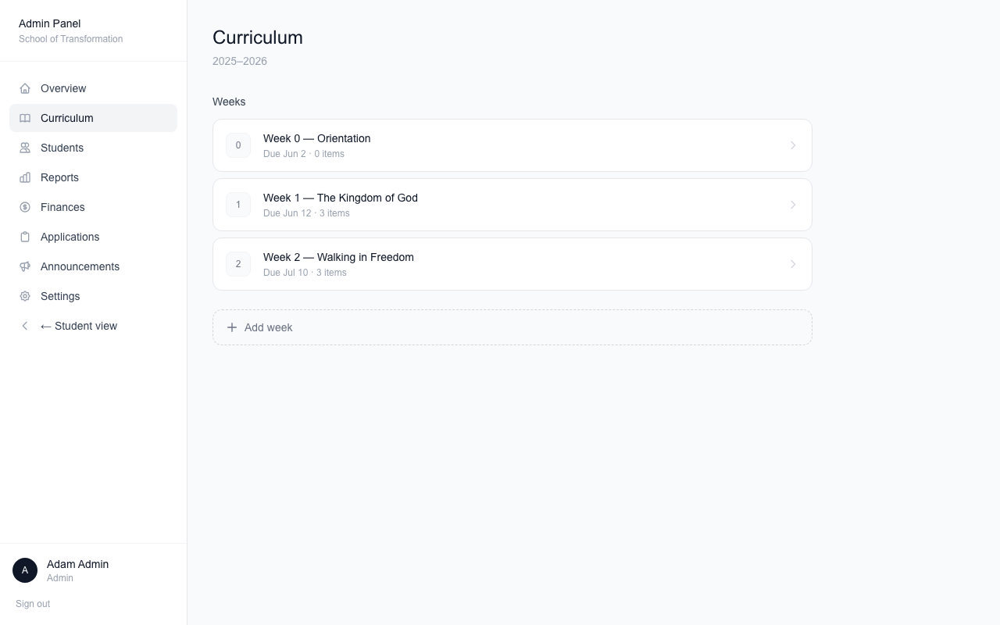 Admin Panel
School of Transformation
Overview
Curriculum
Students
Reports
Finances
Applications
Announcements
Settings
← Student view
Adam Admin
A
Admin
Sign out
Curriculum
2025–2026
Weeks
0
Week 0 — Orientation
Due Jun 2 · 0 items
1
Week 1 — The Kingdom of God
Due Jun 12 · 3 items
2
Week 2 — Walking in Freedom
Due Jul 10 · 3 items
Add week